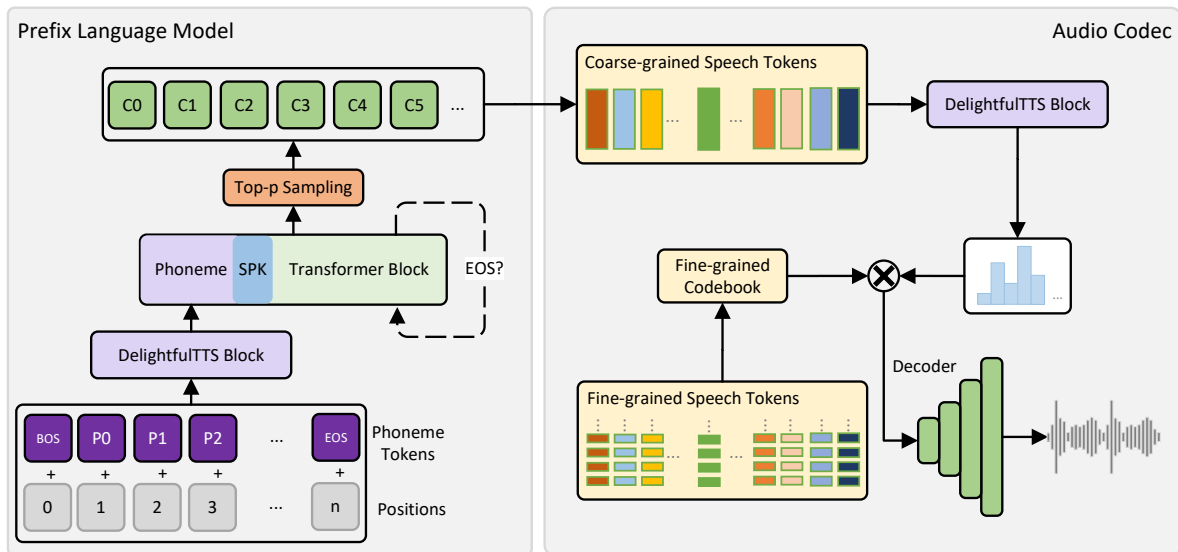 Prefix Language Model
C0 C1 C2 C3 C4 C5 ...
Top-p Sampling
Phoneme SPK Transformer Block
EOS?
DelightfulTTS Block
BOS P0 P1 P2 ... EOS
Phoneme
Tokens
+ + + + +
0 1 2 3 ... n
Positions
Audio Codec
Coarse-grained Speech Tokens
... ...
DelightfulTTS Block
Fine-grained
Codebook
...
Decoder
Fine-grained Speech Tokens
... ...